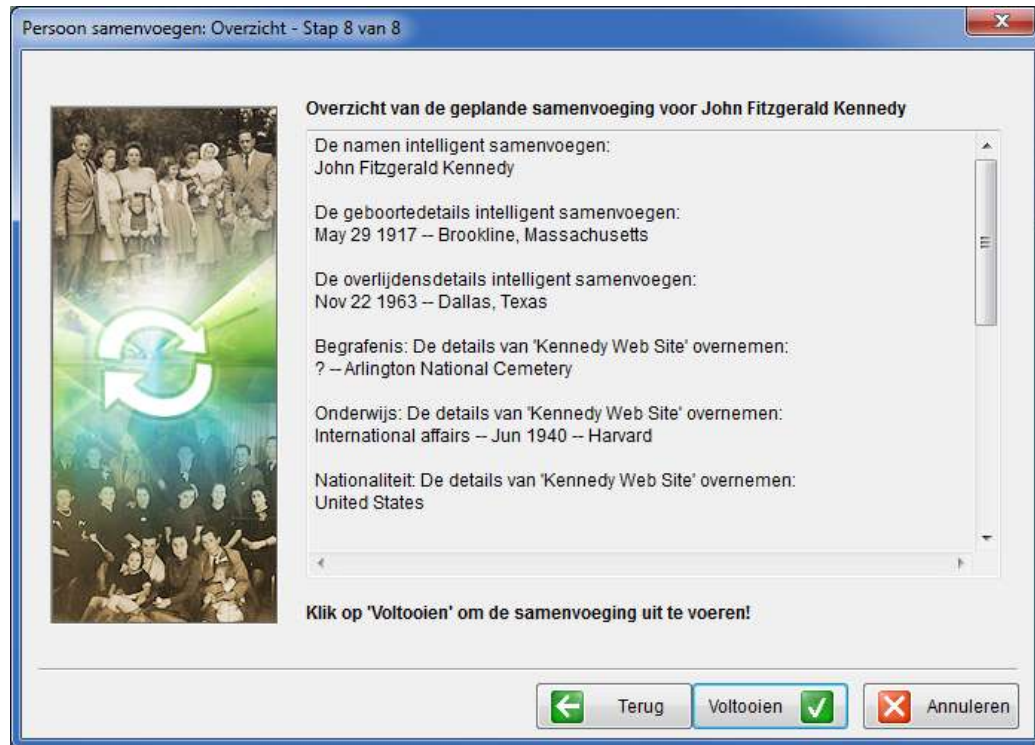 Persoon samenvoegen: Overzicht - Stap 8 van 8
Overzicht van de geplande samenvoeging voor John Fitzgerald Kennedy
De namen intelligent samenvoegen:
John Fitzgerald Kennedy
De geboortedetails intelligent samenvoegen:
May 29 1917 -- Brookline, Massachusetts
De overlijdensdetails intelligent samenvoegen:
Nov 22 1963 -- Dallas, Texas
Begrafenis: De details van 'Kennedy Web Site' overnemen:
? -- Arlington National Cemetery
Onderwijs: De details van 'Kennedy Web Site' overnemen:
International affairs -- Jun 1940 -- Harvard
Nationaliteit: De details van 'Kennedy Web Site' overnemen:
United States
Klik op 'Voltooien' om de samenvoeging uit te voeren!
Terug
Voltooien
Annuleren